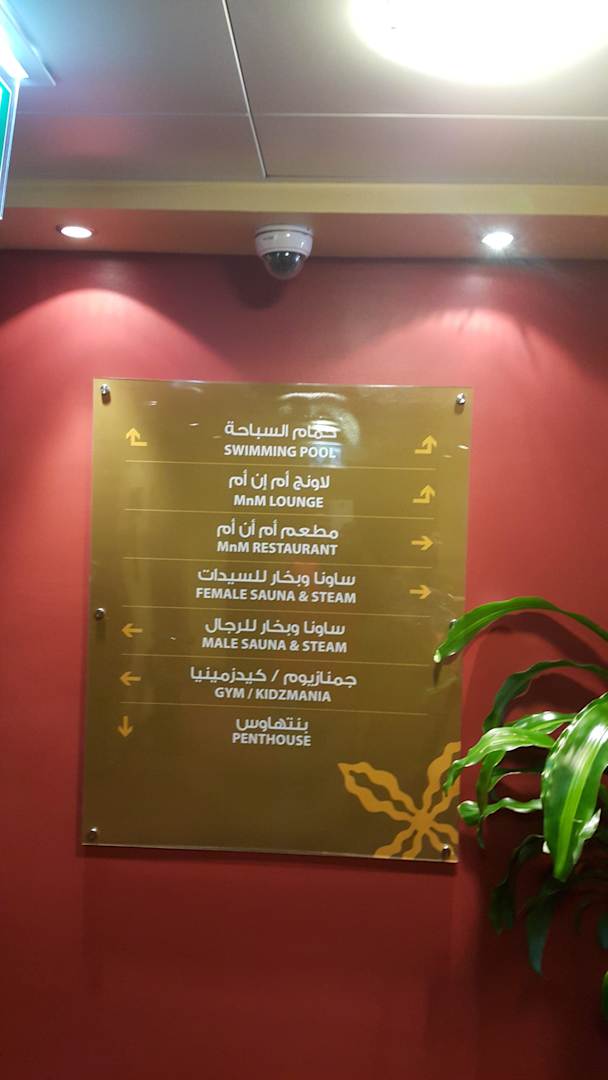 حمام السباحة
SWIMMING POOL
لاونج أم إن أم
MnM LOUNGE
مطعم أم أن أم
MnM RESTAURANT
ساونا وبخار للسيدات
FEMALE SAUNA & STEAM
ساونا وبخار للرجال
MALE SAUNA & STEAM
جمنازيوم / كيدزمينيا
GYM / KIDZMANIA
بنتهاوس
PENTHOUSE